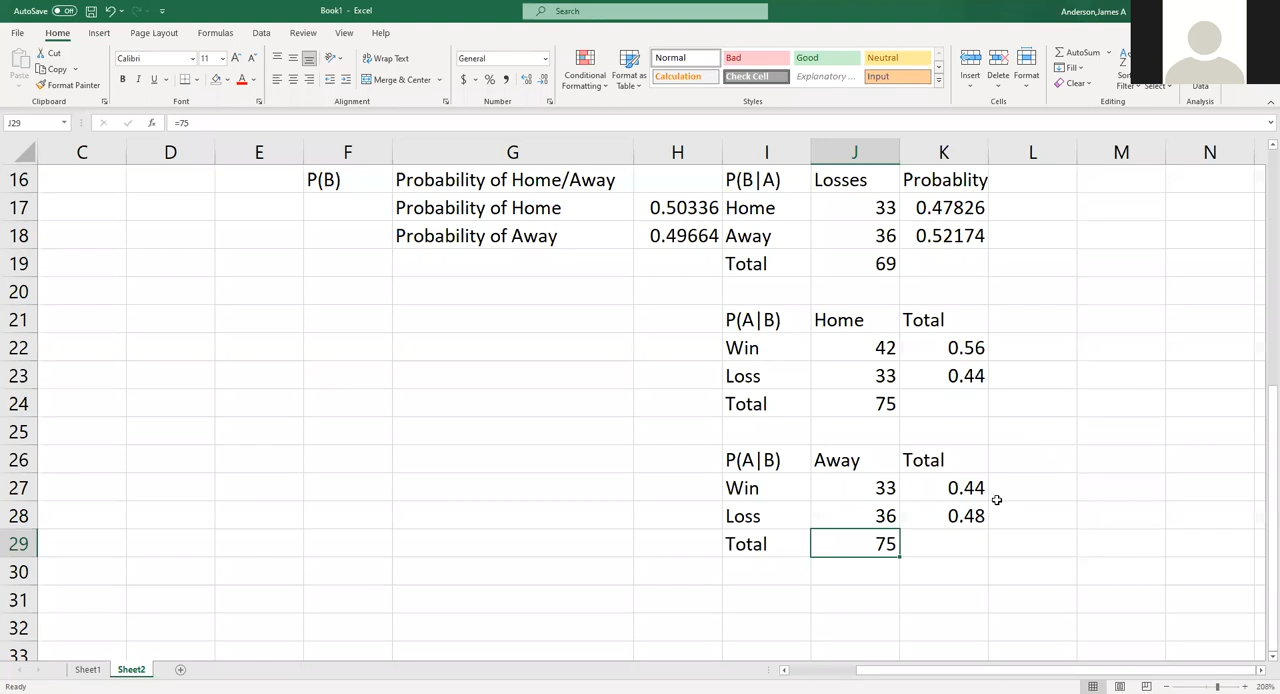 AutoSave Off Book1 - Excel Search Anderson,James A
File Home Insert Page Layout Formulas Data Review View Help
Paste Cut Copy Format Painter
Calibri 11 Wrap Text General Normal Bad Good Neutral
B I U Merge & Center $ % Calculation Check Cell Explanatory ... Input
Conditional Formatting Format as Table Insert Delete Format AutoSum Fill Clear Filter Select Data
Clipboard Font Alignment Number Styles Cells Editing Analysis
J29 fx =75
C D E F G H I J K L M N
16 P(B) Probability of Home/Away P(B|A) Losses Probablity
17 Probability of Home 0.50336 Home 33 0.47826
18 Probability of Away 0.49664 Away 36 0.52174
19 Total 69
20
21 P(A|B) Home Total
22 Win 42 0.56
23 Loss 33 0.44
24 Total 75
25
26 P(A|B) Away Total
27 Win 33 0.44
28 Loss 36 0.48
29 Total 75
30
31
32
33
Sheet1 Sheet2
Ready 208%